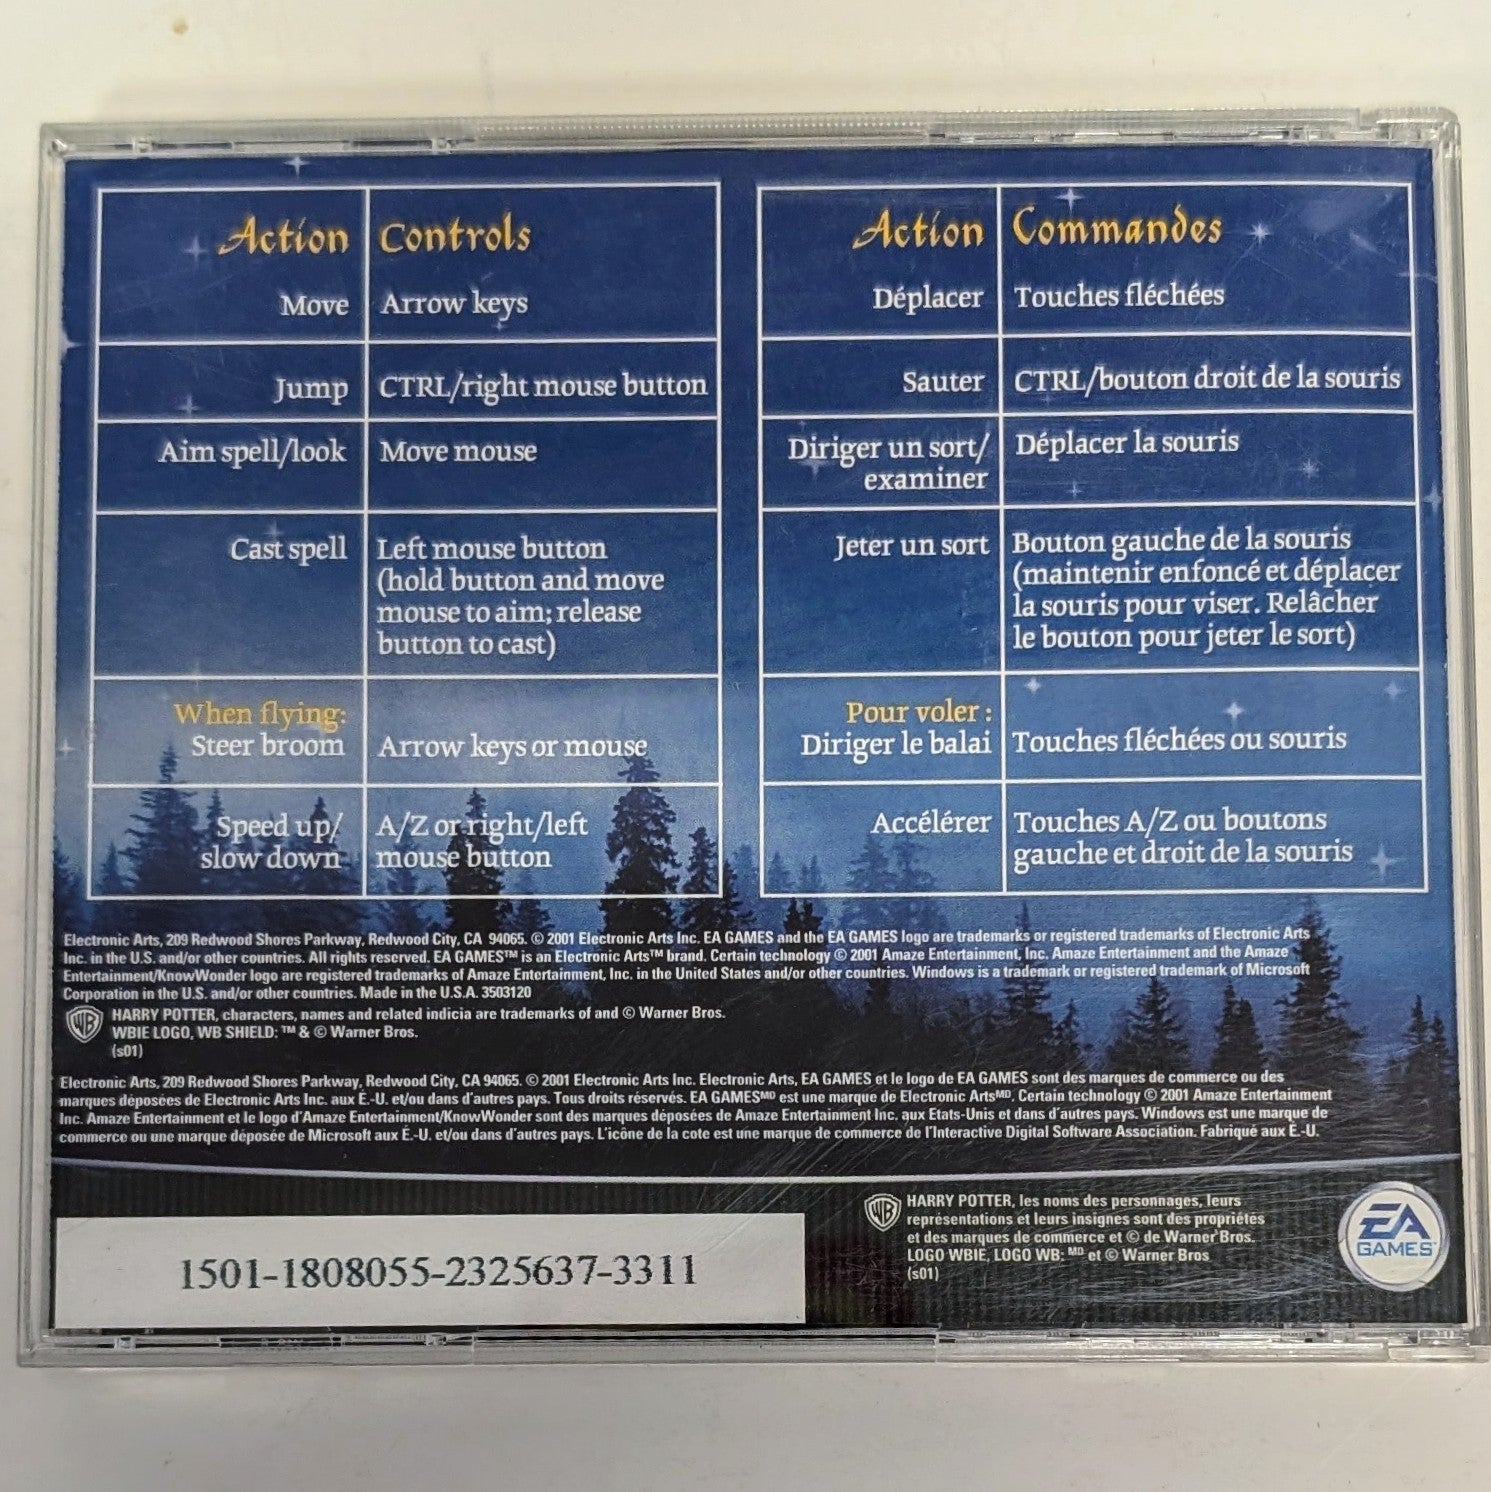 Action Controls
Move Arrow keys
Jump CTRL/right mouse button
Aim spell/look Move mouse
Cast spell Left mouse button
(hold button and move
mouse to aim; release
button to cast)
When flying:
Steer broom Arrow keys or mouse
Speed up/ A/Z or right/left
slow down mouse button
Action Commandes
Déplacer Touches fléchées
Sauter CTRL/bouton droit de la souris
Diriger un sort/ Déplacer la souris
examiner
Jeter un sort Bouton gauche de la souris
(maintenir enfoncé et déplacer
la souris pour viser. Relâcher
le bouton pour jeter le sort)
Pour voler :
Diriger le balai Touches fléchées ou souris
Accélérer Touches A/Z ou boutons
gauche et droit de la souris
Electronic Arts, 209 Redwood Shores Parkway, Redwood City, CA 94065. © 2001 Electronic Arts Inc. EA GAMES and the EA GAMES logo are trademarks or registered trademarks of Electronic Arts
Inc. in the U.S. and/or other countries. All rights reserved. EA GAMES™ is an Electronic Arts™ brand. Certain technology © 2001 Amaze Entertainment, Inc. Amaze Entertainment and the Amaze
Entertainment/KnowWonder logo are registered trademarks of Amaze Entertainment, Inc. in the United States and/or other countries. Windows is a trademark or registered trademark of Microsoft
Corporation in the U.S. and/or other countries. Made in the U.S.A. 3503120
WB HARRY POTTER, characters, names and related indicia are trademarks of and © Warner Bros.
WBIE LOGO, WB SHIELD: ™ & © Warner Bros.
(s01)
Electronic Arts, 209 Redwood Shores Parkway, Redwood City, CA 94065. © 2001 Electronic Arts Inc. Electronic Arts, EA GAMES et le logo de EA GAMES sont des marques de commerce ou des
marques déposées de Electronic Arts Inc. aux É.-U. et/ou dans d'autres pays. Tous droits réservés. EA GAMESᴹᴰ est une marque de Electronic Artsᴹᴰ. Certain technology © 2001 Amaze Entertainment
Inc. Amaze Entertainment et le logo d'Amaze Entertainment/KnowWonder sont des marques déposées de Amaze Entertainment Inc. aux Etats-Unis et dans d'autres pays. Windows est une marque de
commerce ou une marque déposée de Microsoft aux É.-U. et/ou dans d'autres pays. L'icône de la cote est une marque de commerce de l'Interactive Digital Software Association. Fabriqué aux É.-U.
WB HARRY POTTER, les noms des personnages, leurs
représentations et leurs insignes sont des propriétés
et des marques de commerce et © de Warner Bros.
LOGO WBIE, LOGO WB: ᴹᴰ et © Warner Bros
(s01)
EA
GAMES™
1501-1808055-2325637-3311